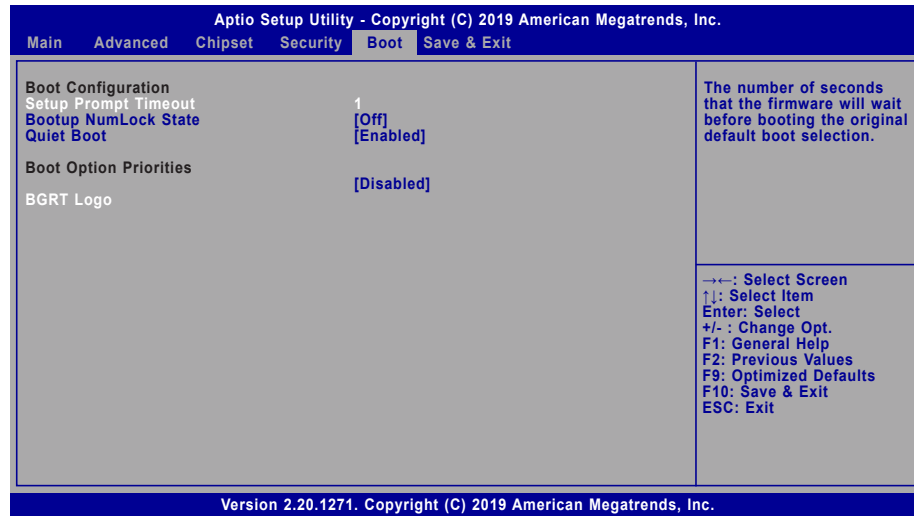 Aptio Setup Utility - Copyright (C) 2019 American Megatrends, Inc.
Main Advanced Chipset Security Boot Save & Exit
Boot Configuration
Setup Prompt Timeout 1
Bootup NumLock State [Off]
Quiet Boot [Enabled]
Boot Option Priorities
[Disabled]
BGRT Logo
The number of seconds
that the firmware will wait
before booting the original
default boot selection.
→←: Select Screen
↑↓: Select Item
Enter: Select
+/- : Change Opt.
F1: General Help
F2: Previous Values
F9: Optimized Defaults
F10: Save & Exit
ESC: Exit
Version 2.20.1271. Copyright (C) 2019 American Megatrends, Inc.